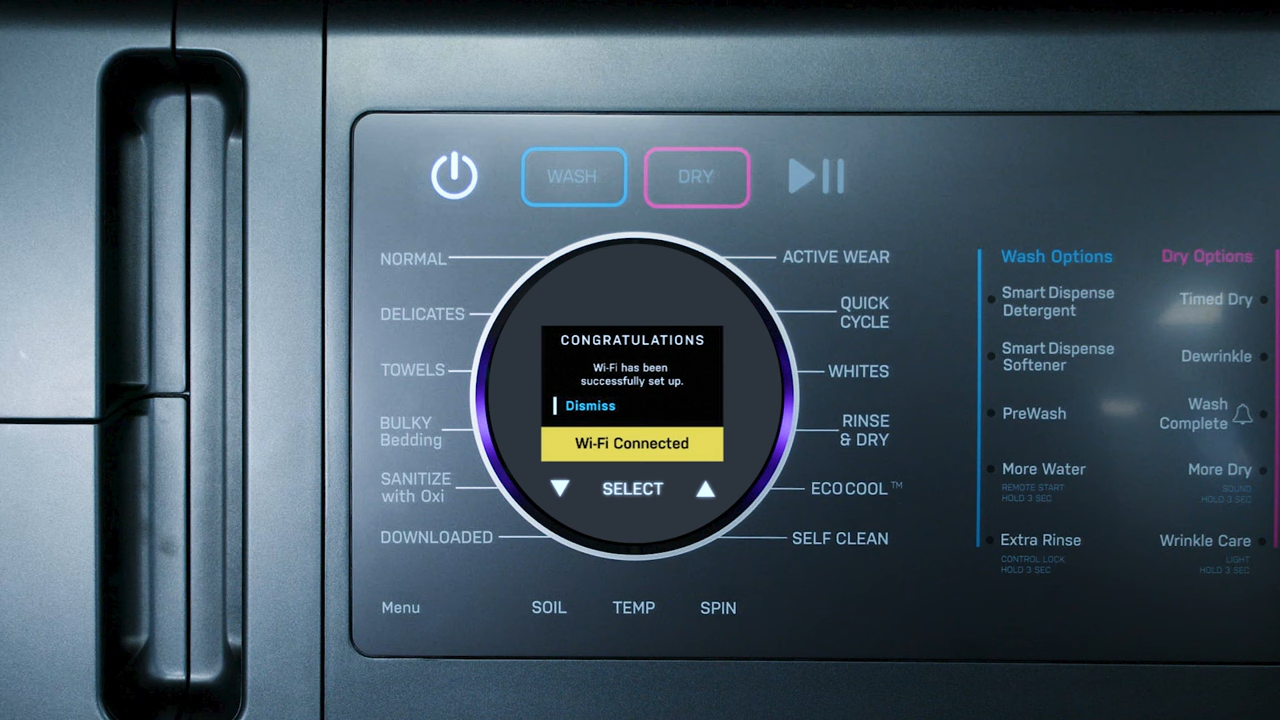 WASH
DRY
NORMAL
DELICATES
TOWELS
BULKY
Bedding
SANITIZE
with Oxi
DOWNLOADED
CONGRATULATIONS
Wi-Fi has been
successfully set up.
Dismiss
Wi-Fi Connected
SELECT
ACTIVE WEAR
QUICK
CYCLE
WHITES
RINSE
& DRY
ECO COOL™
SELF CLEAN
Menu
SOIL
TEMP
SPIN
Wash Options
Smart Dispense
Detergent
Smart Dispense
Softener
PreWash
More Water
REMOTE START
HOLD 3 SEC
Extra Rinse
CONTROL LOCK
HOLD 3 SEC
Dry Options
Timed Dry
Dewrinkle
Wash
Complete
More Dry
SOUND
HOLD 3 SEC
Wrinkle Care
LIGHT
HOLD 3 SEC